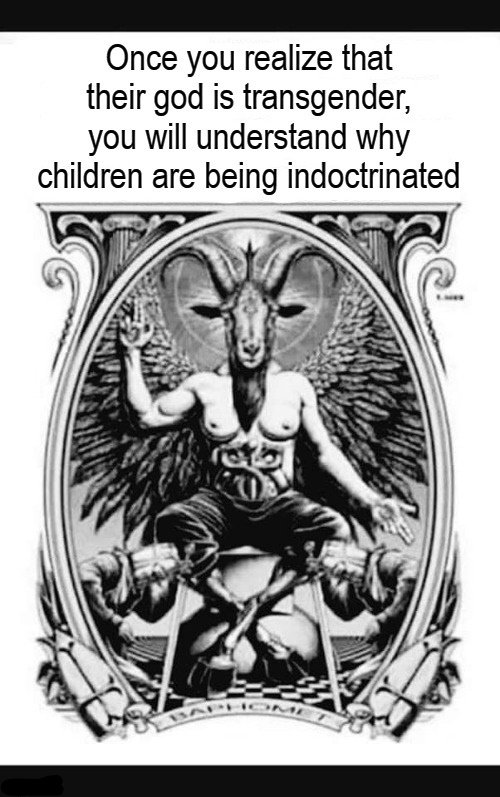 Once you realize that
their god is transgender,
you will understand why
children are being indoctrinated
BAPHOMET